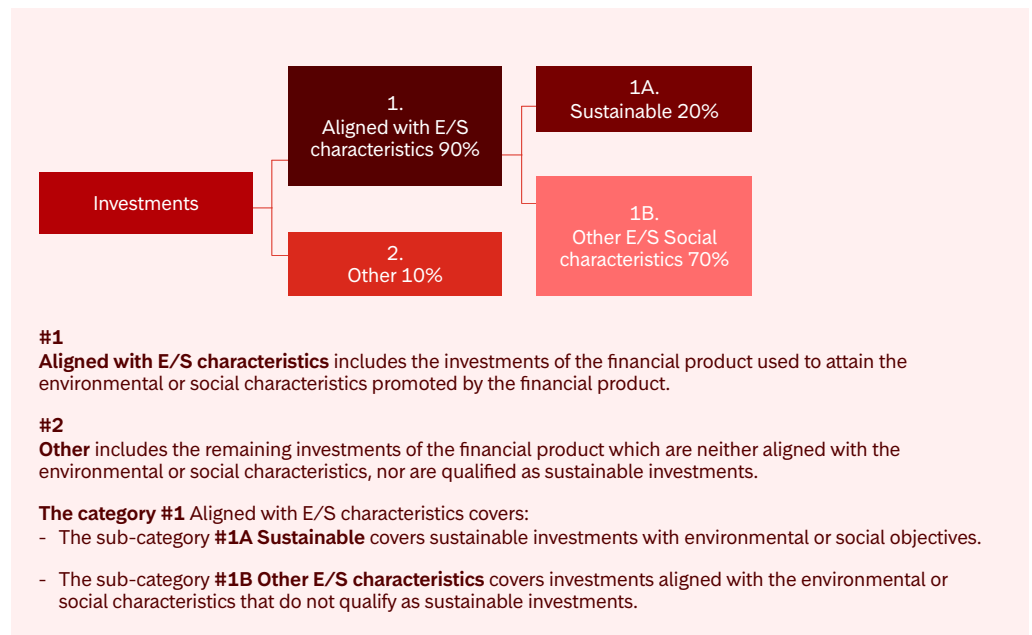 1.
Aligned with E/S
characteristics 90%
1A.
Sustainable 20%
Investments
1B.
Other E/S Social
characteristics 70%
2.
Other 10%
#1
Aligned with E/S characteristics includes the investments of the financial product used to attain the
environmental or social characteristics promoted by the financial product.
#2
Other includes the remaining investments of the financial product which are neither aligned with the
environmental or social characteristics, nor are qualified as sustainable investments.
The category #1 Aligned with E/S characteristics covers:
- The sub-category #1A Sustainable covers sustainable investments with environmental or social objectives.
- The sub-category #1B Other E/S characteristics covers investments aligned with the environmental or
social characteristics that do not qualify as sustainable investments.